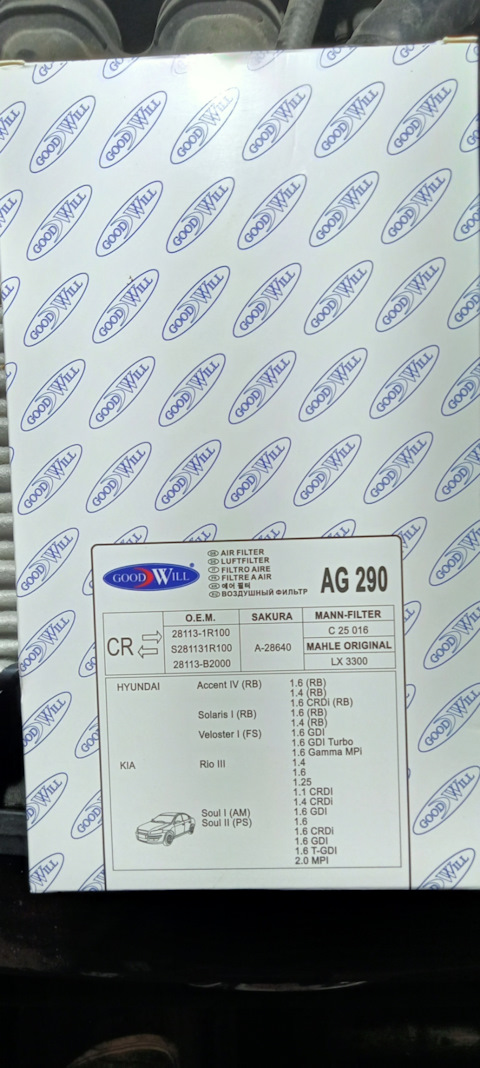 GOOD WILL
GOOD WILL®
AIR FILTER
LUFTFILTER
FILTRO AIRE
FILTRE A AIR
에어 필터
ВОЗДУШНЫЙ ФИЛЬТР
AG 290
CR
O.E.M. SAKURA MANN-FILTER
28113-1R100 C 25 016
S281131R100 A-28640 MAHLE ORIGINAL
28113-B2000 LX 3300
HYUNDAI Accent IV (RB) 1.6 (RB)
1.4 (RB)
1.6 CRDi (RB)
Solaris I (RB) 1.6 (RB)
1.4 (RB)
Veloster I (FS) 1.6 GDI
1.6 GDI Turbo
1.6 Gamma MPi
KIA Rio III 1.4
1.6
1.25
1.1 CRDI
1.4 CRDi
Soul I (AM) 1.6 GDI
Soul II (PS) 1.6
1.6 CRDi
1.6 GDI
1.6 T-GDI
2.0 MPI